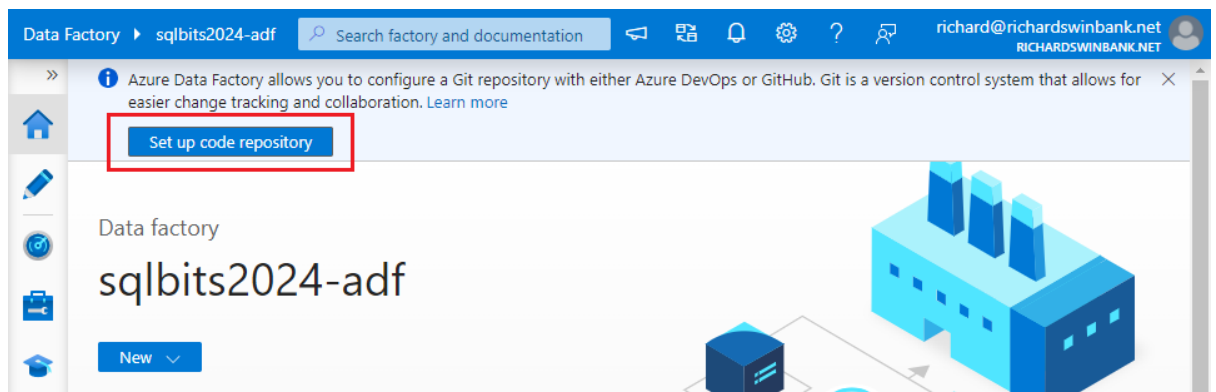 Data Factory sqlbits2024-adf Search factory and documentation ? richard@richardswinbank.net
RICHARDSWINBANK.NET
Azure Data Factory allows you to configure a Git repository with either Azure DevOps or GitHub. Git is a version control system that allows for
easier change tracking and collaboration. Learn more
Set up code repository
Data factory
sqlbits2024-adf
New